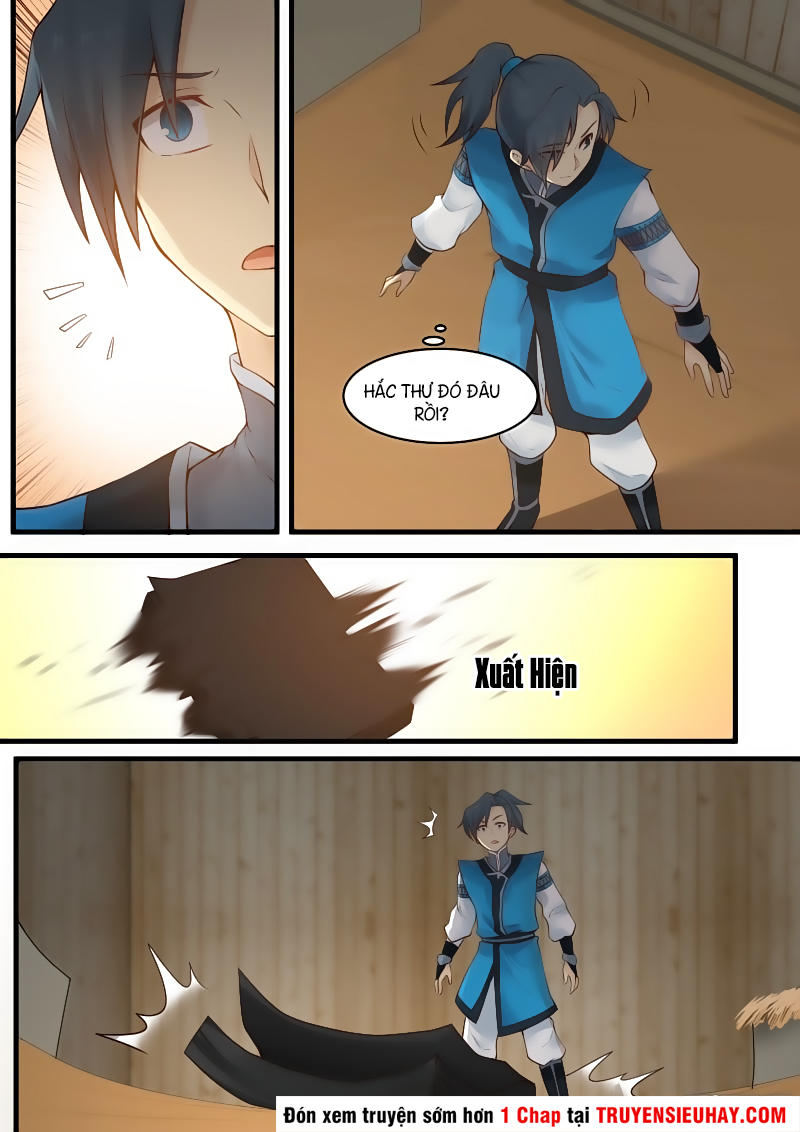 HẮC THƯ ĐÓ ĐÂU
RỒI?
Xuất Hiện
Đón xem truyện sớm hơn 1 Chap tại TRUYENSIEUHAY.COM